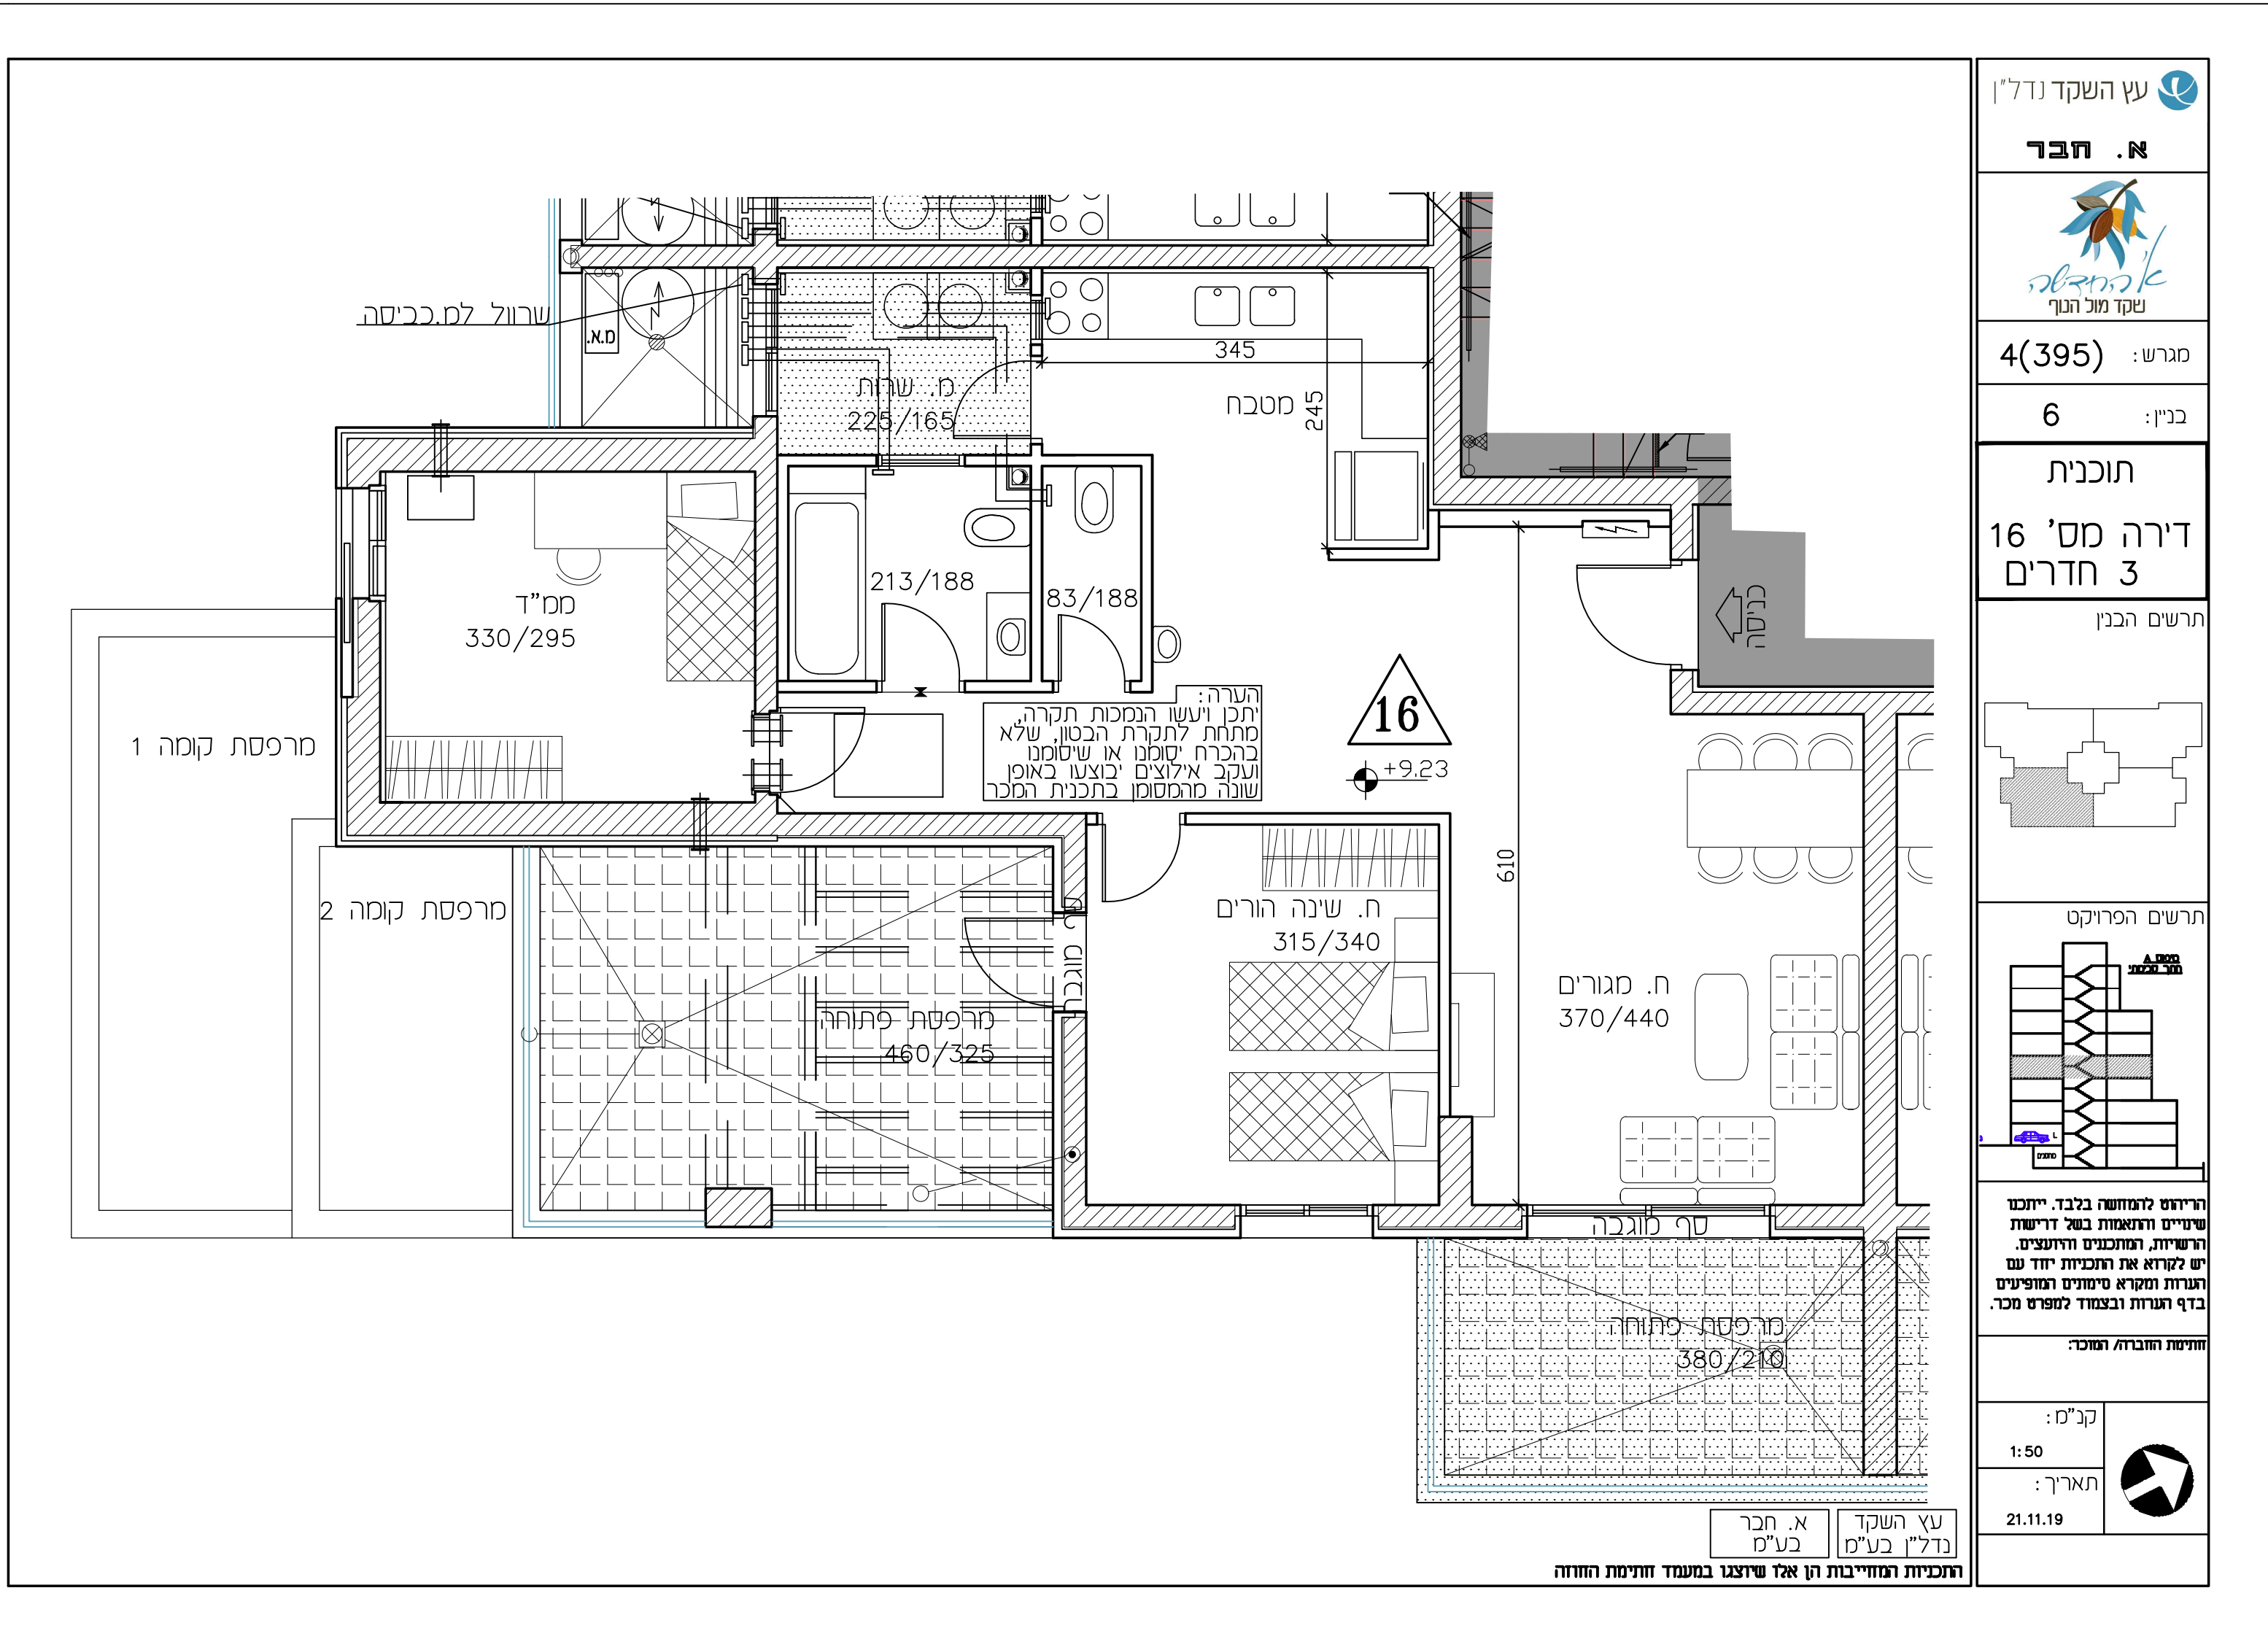 עץ השקד נדל"ן
א. חבר
א' החדשה
שקד מול הנוף
מגרש: 4(395)
בניין: 6
תוכנית
דירה מס' 16
3 חדרים
תרשים הבנין
תרשים הפרויקט
טיפוס A
חתך סכימטי
הריהוט להמחשה בלבד. ייתכנו
שינויים והתאמות בשל דרישות
הרשויות, המתכננים והיועצים.
יש לקרוא את התכניות יחד עם
הערות ומקרא סימונים המופיעים
בדף הערות ובצמוד למפרט מכר.
חתימת החברה/ המוכר:
קנ"מ:
1:50
תאריך:
21.11.19
שרוול למ.כביסה
מ.א.
מ. שרות
225/165
345
מטבח
245
ממ"ד
330/295
213/188
83/188
כניסה
הערה:
יתכן ויעשו הנמכות תקרה,
מתחת לתקרת הבטון, שלא
בהכרח יסומנו או שיסומנו
ועקב אילוצים יבוצעו באופן
שונה מהמסומן בתכנית המכר
16
+9.23
מרפסת קומה 1
מרפסת קומה 2
610
ח. שינה הורים
315/340
סף מוגבה
ח. מגורים
370/440
מרפסת פתוחה
460/325
סף מוגבה
מרפסת פתוחה
380/210
עץ השקד
נדל"ן בע"מ
א. חבר
בע"מ
התכניות המחייבות הן אלו שיוצגו במעמד חתימת החוזה